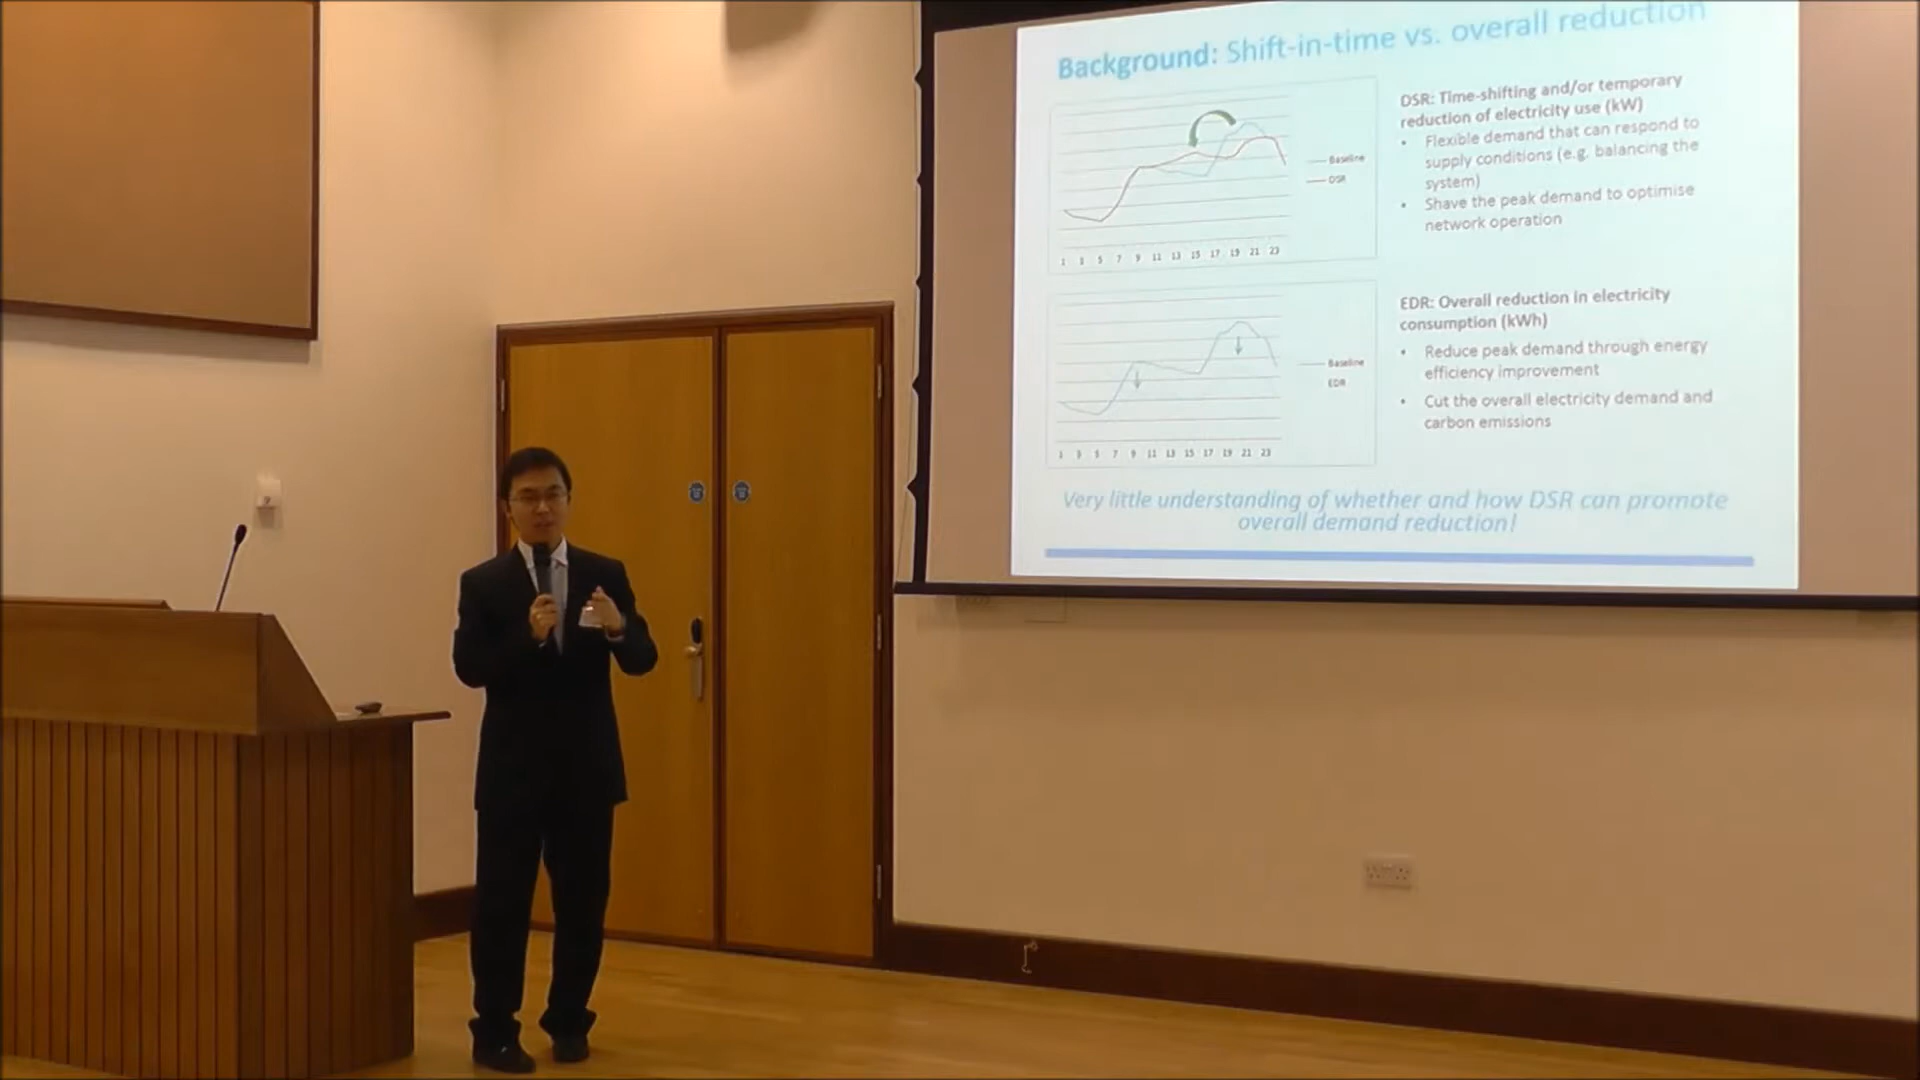 Background: Shift-in-time vs. overall reduction
Baseline
DSR
1 3 5 7 9 11 13 15 17 19 21 23
DSR: Time-shifting and/or temporary
reduction of electricity use (kW)
• Flexible demand that can respond to
supply conditions (e.g. balancing the
system)
• Shave the peak demand to optimise
network operation
Baseline
EDR
1 3 5 7 9 11 13 15 17 19 21 23
EDR: Overall reduction in electricity
consumption (kWh)
• Reduce peak demand through energy
efficiency improvement
• Cut the overall electricity demand and
carbon emissions
Very little understanding of whether and how DSR can promote
overall demand reduction!